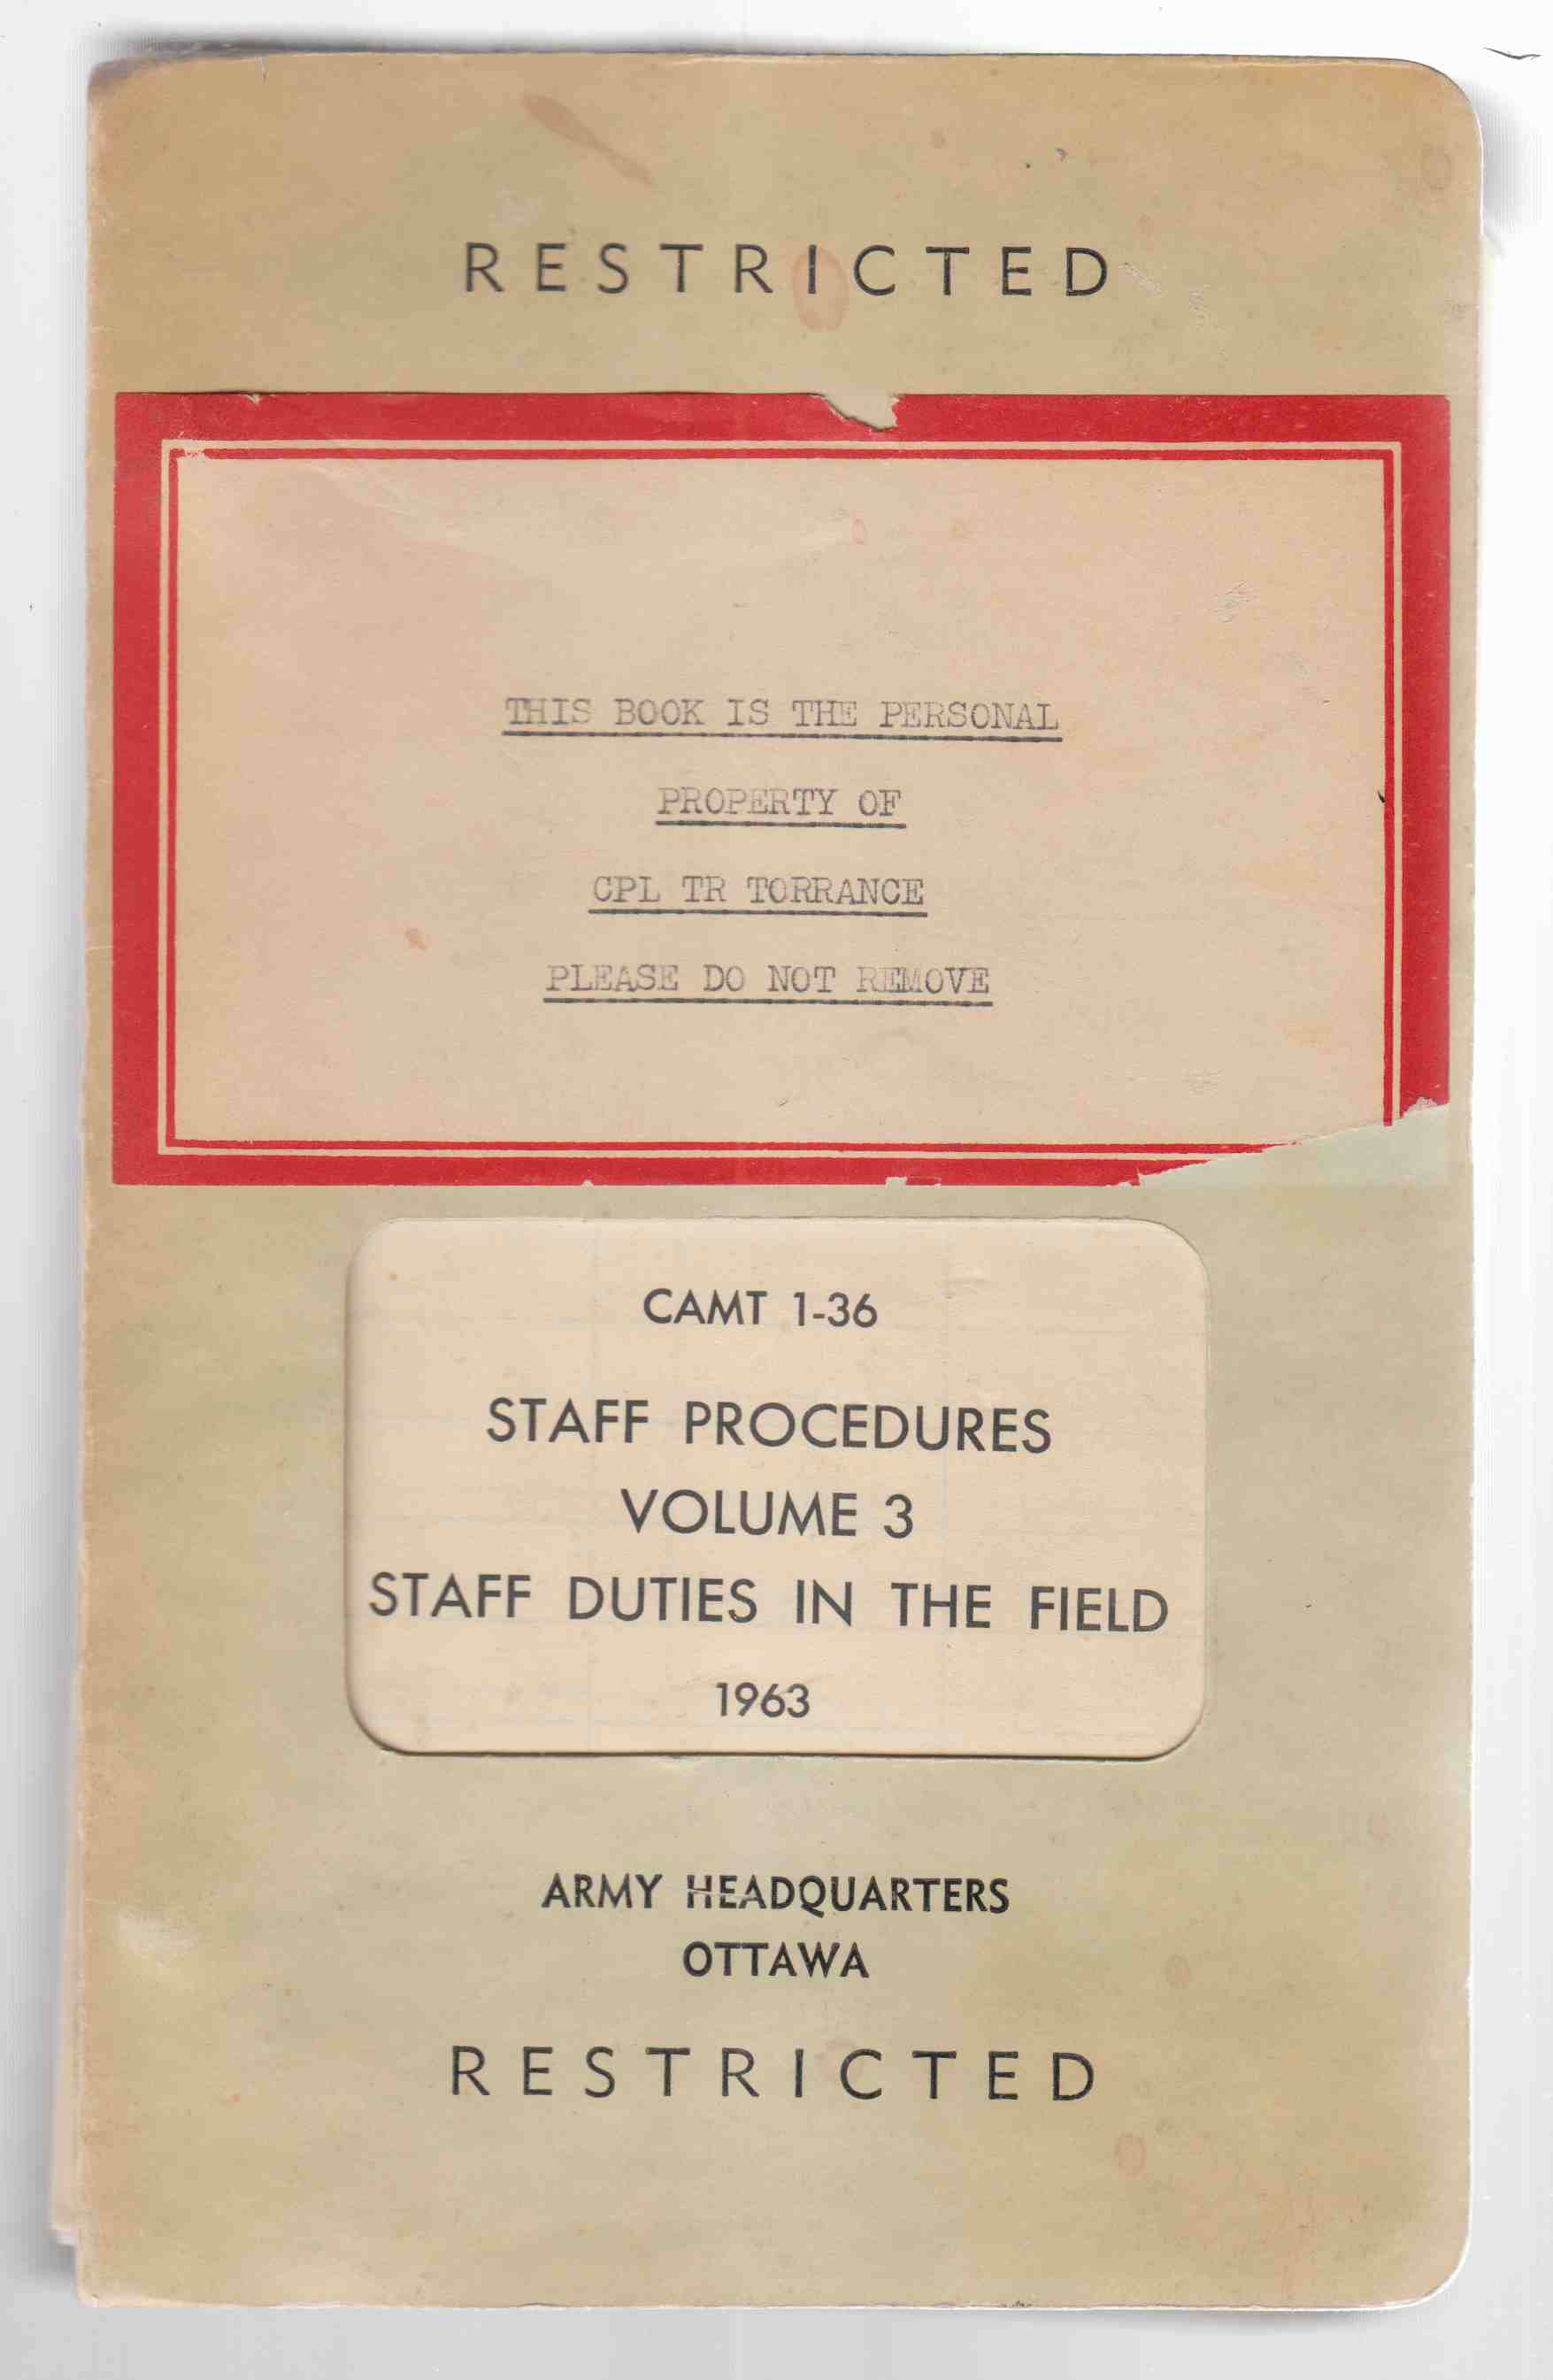 RESTRICTED
THIS BOOK IS THE PERSONAL
PROPERTY OF
CPL TR TORRANCE
PLEASE DO NOT REMOVE
CAMT 1-36
STAFF PROCEDURES
VOLUME 3
STAFF DUTIES IN THE FIELD
1963
ARMY HEADQUARTERS
OTTAWA
RESTRICTED